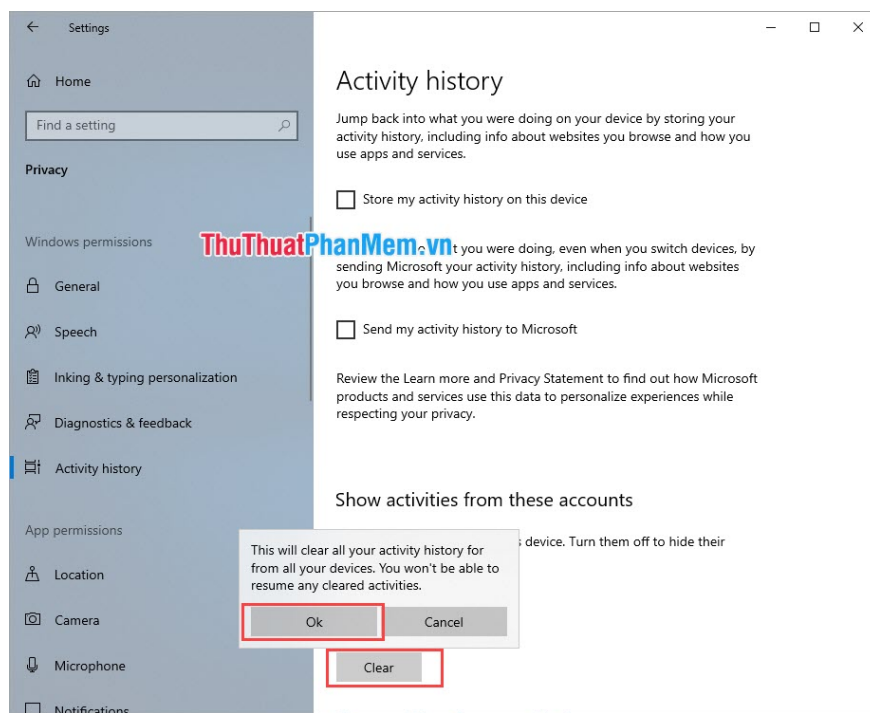 Settings
Home
Find a setting
Privacy
Windows permissions
General
Speech
Inking & typing personalization
Diagnostics & feedback
Activity history
App permissions
Location
Camera
Microphone
Notifications
Activity history
Jump back into what you were doing on your device by storing your
activity history, including info about websites you browse and how you
use apps and services.
Store my activity history on this device
ThuThuatPhanMem.vn
you were doing, even when you switch devices, by
sending Microsoft your activity history, including info about websites
you browse and how you use apps and services.
Send my activity history to Microsoft
Review the Learn more and Privacy Statement to find out how Microsoft
products and services use this data to personalize experiences while
respecting your privacy.
Show activities from these accounts
device. Turn them off to hide their
This will clear all your activity history for
from all your devices. You won't be able to
resume any cleared activities.
Ok
Cancel
Clear